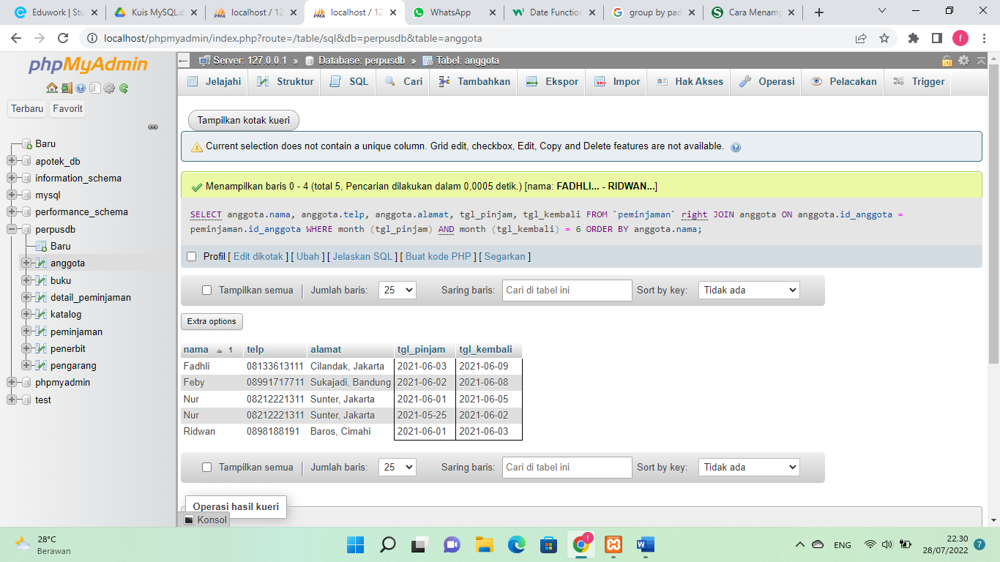 Eduwork | Stu
Kuis MySQL.d
localhost / 12
localhost / 12
WhatsApp
Date Function
group by pad
Cara Menamp
localhost/phpmyadmin/index.php?route=/table/sql&db=perpusdb&table=anggota
f
phpMyAdmin
Terbaru Favorit
Baru
apotek_db
information_schema
mysql
performance_schema
perpusdb
Baru
anggota
buku
detail_peminjaman
katalog
peminjaman
penerbit
pengarang
phpmyadmin
test
Server: 127.0.0.1 » Database: perpusdb » Tabel: anggota
Jelajahi Struktur SQL Cari Tambahkan Ekspor Impor Hak Akses Operasi Pelacakan Trigger
Tampilkan kotak kueri
Current selection does not contain a unique column. Grid edit, checkbox, Edit, Copy and Delete features are not available.
Menampilkan baris 0 - 4 (total 5, Pencarian dilakukan dalam 0,0005 detik.) [nama: FADHLI... - RIDWAN...]
SELECT anggota.nama, anggota.telp, anggota.alamat, tgl_pinjam, tgl_kembali FROM `peminjaman` right JOIN anggota ON anggota.id_anggota =
peminjaman.id_anggota WHERE month (tgl_pinjam) AND month (tgl_kembali) = 6 ORDER BY anggota.nama;
Profil [ Edit dikotak ] [ Ubah ] [ Jelaskan SQL ] [ Buat kode PHP ] [ Segarkan ]
Tampilkan semua | Jumlah baris: 25 Saring baris: Cari di tabel ini Sort by key: Tidak ada
Extra options
nama 1 telp alamat tgl_pinjam tgl_kembali
Fadhli 08133613111 Cilandak, Jakarta 2021-06-03 2021-06-09
Feby 08991717711 Sukajadi, Bandung 2021-06-02 2021-06-08
Nur 08212221311 Sunter, Jakarta 2021-06-01 2021-06-05
Nur 08212221311 Sunter, Jakarta 2021-05-25 2021-06-02
Ridwan 0898188191 Baros, Cimahi 2021-06-01 2021-06-03
Tampilkan semua | Jumlah baris: 25 Saring baris: Cari di tabel ini Sort by key: Tidak ada
Operasi hasil kueri
Konsol
28°C
Berawan
f
ENG
22.30
28/07/2022
7